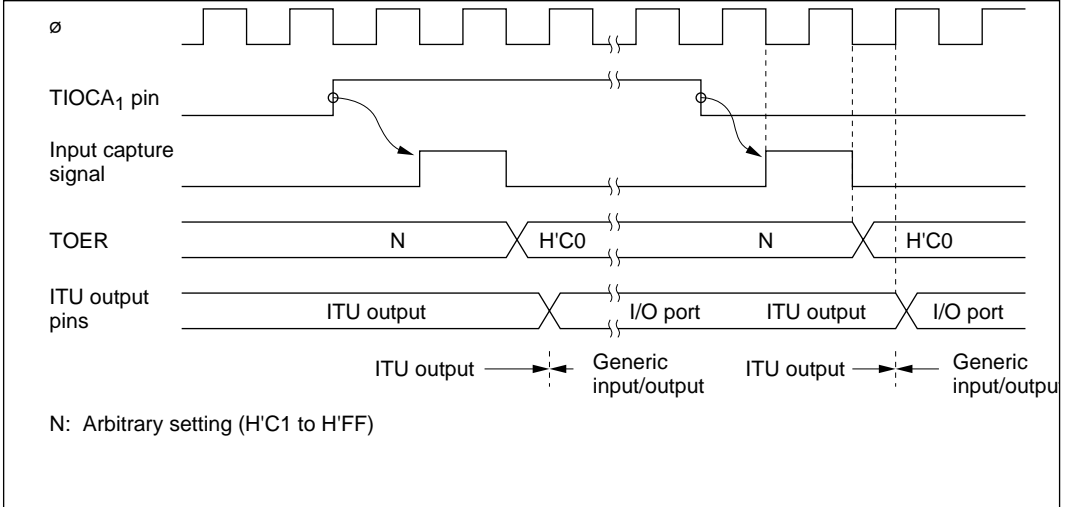 ø
TIOCA1 pin
Input capture
signal
TOER N H'C0 N H'C0
ITU output
pins
ITU output I/O port ITU output I/O port
ITU output Generic
input/output
ITU output Generic
input/outpu
N: Arbitrary setting (H'C1 to H'FF)